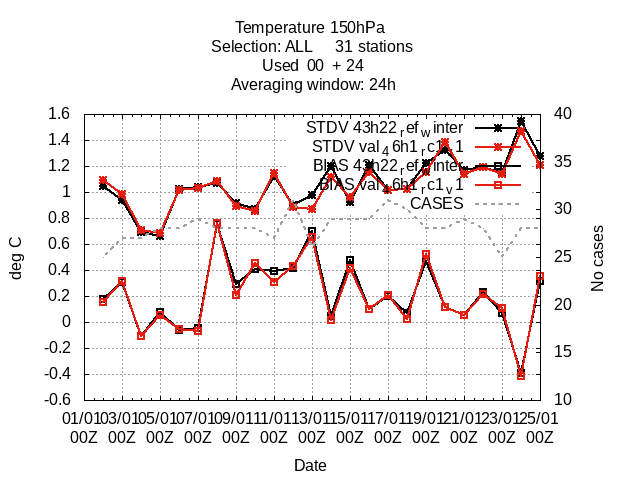 Temperature 150hPa
Selection: ALL 31 stations
Used 00 + 24
Averaging window: 24h
STDV 43h22_ref_winter
STDV val_46h1_rc1_v1
BIAS 43h22_ref_winter
BIAS val_46h1_rc1_v1
CASES
1.6
1.4
1.2
1
0.8
0.6
0.4
0.2
0
-0.2
-0.4
-0.6
deg C
40
35
30
25
20
15
10
No cases
01/01 03/01 05/01 07/01 09/01 11/01 13/01 15/01 17/01 19/01 21/01 23/01 25/01
00Z 00Z 00Z 00Z 00Z 00Z 00Z 00Z 00Z 00Z 00Z 00Z 00Z
Date